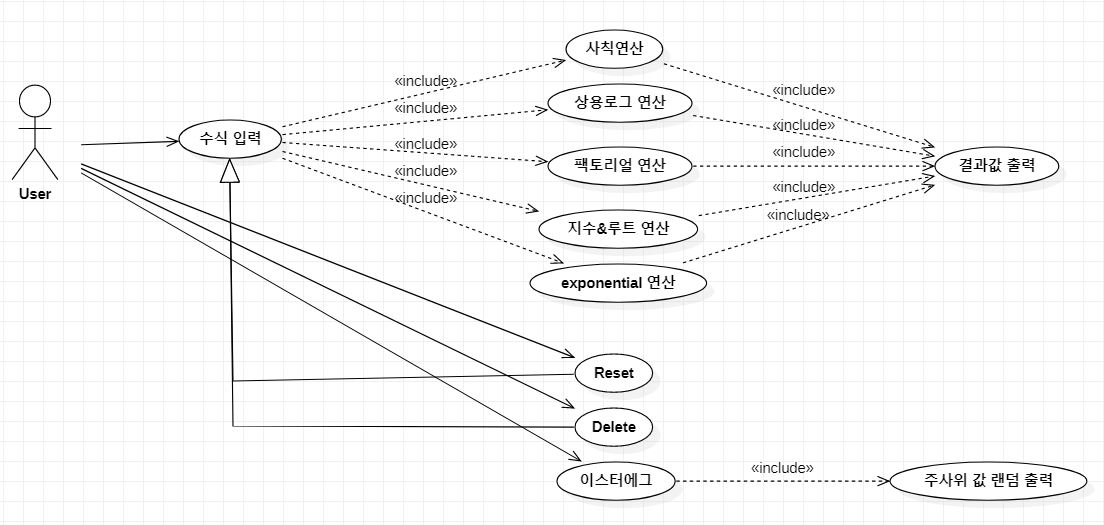 사칙연산
«include»
«include»
상용로그 연산
«include»
«include»
수식 입력
«include»
«include»
팩토리얼 연산
결과값 출력
«include»
«include»
User
«include»
«include»
지수&루트 연산
exponential 연산
Reset
Delete
이스터에그
«include»
주사위 값 랜덤 출력